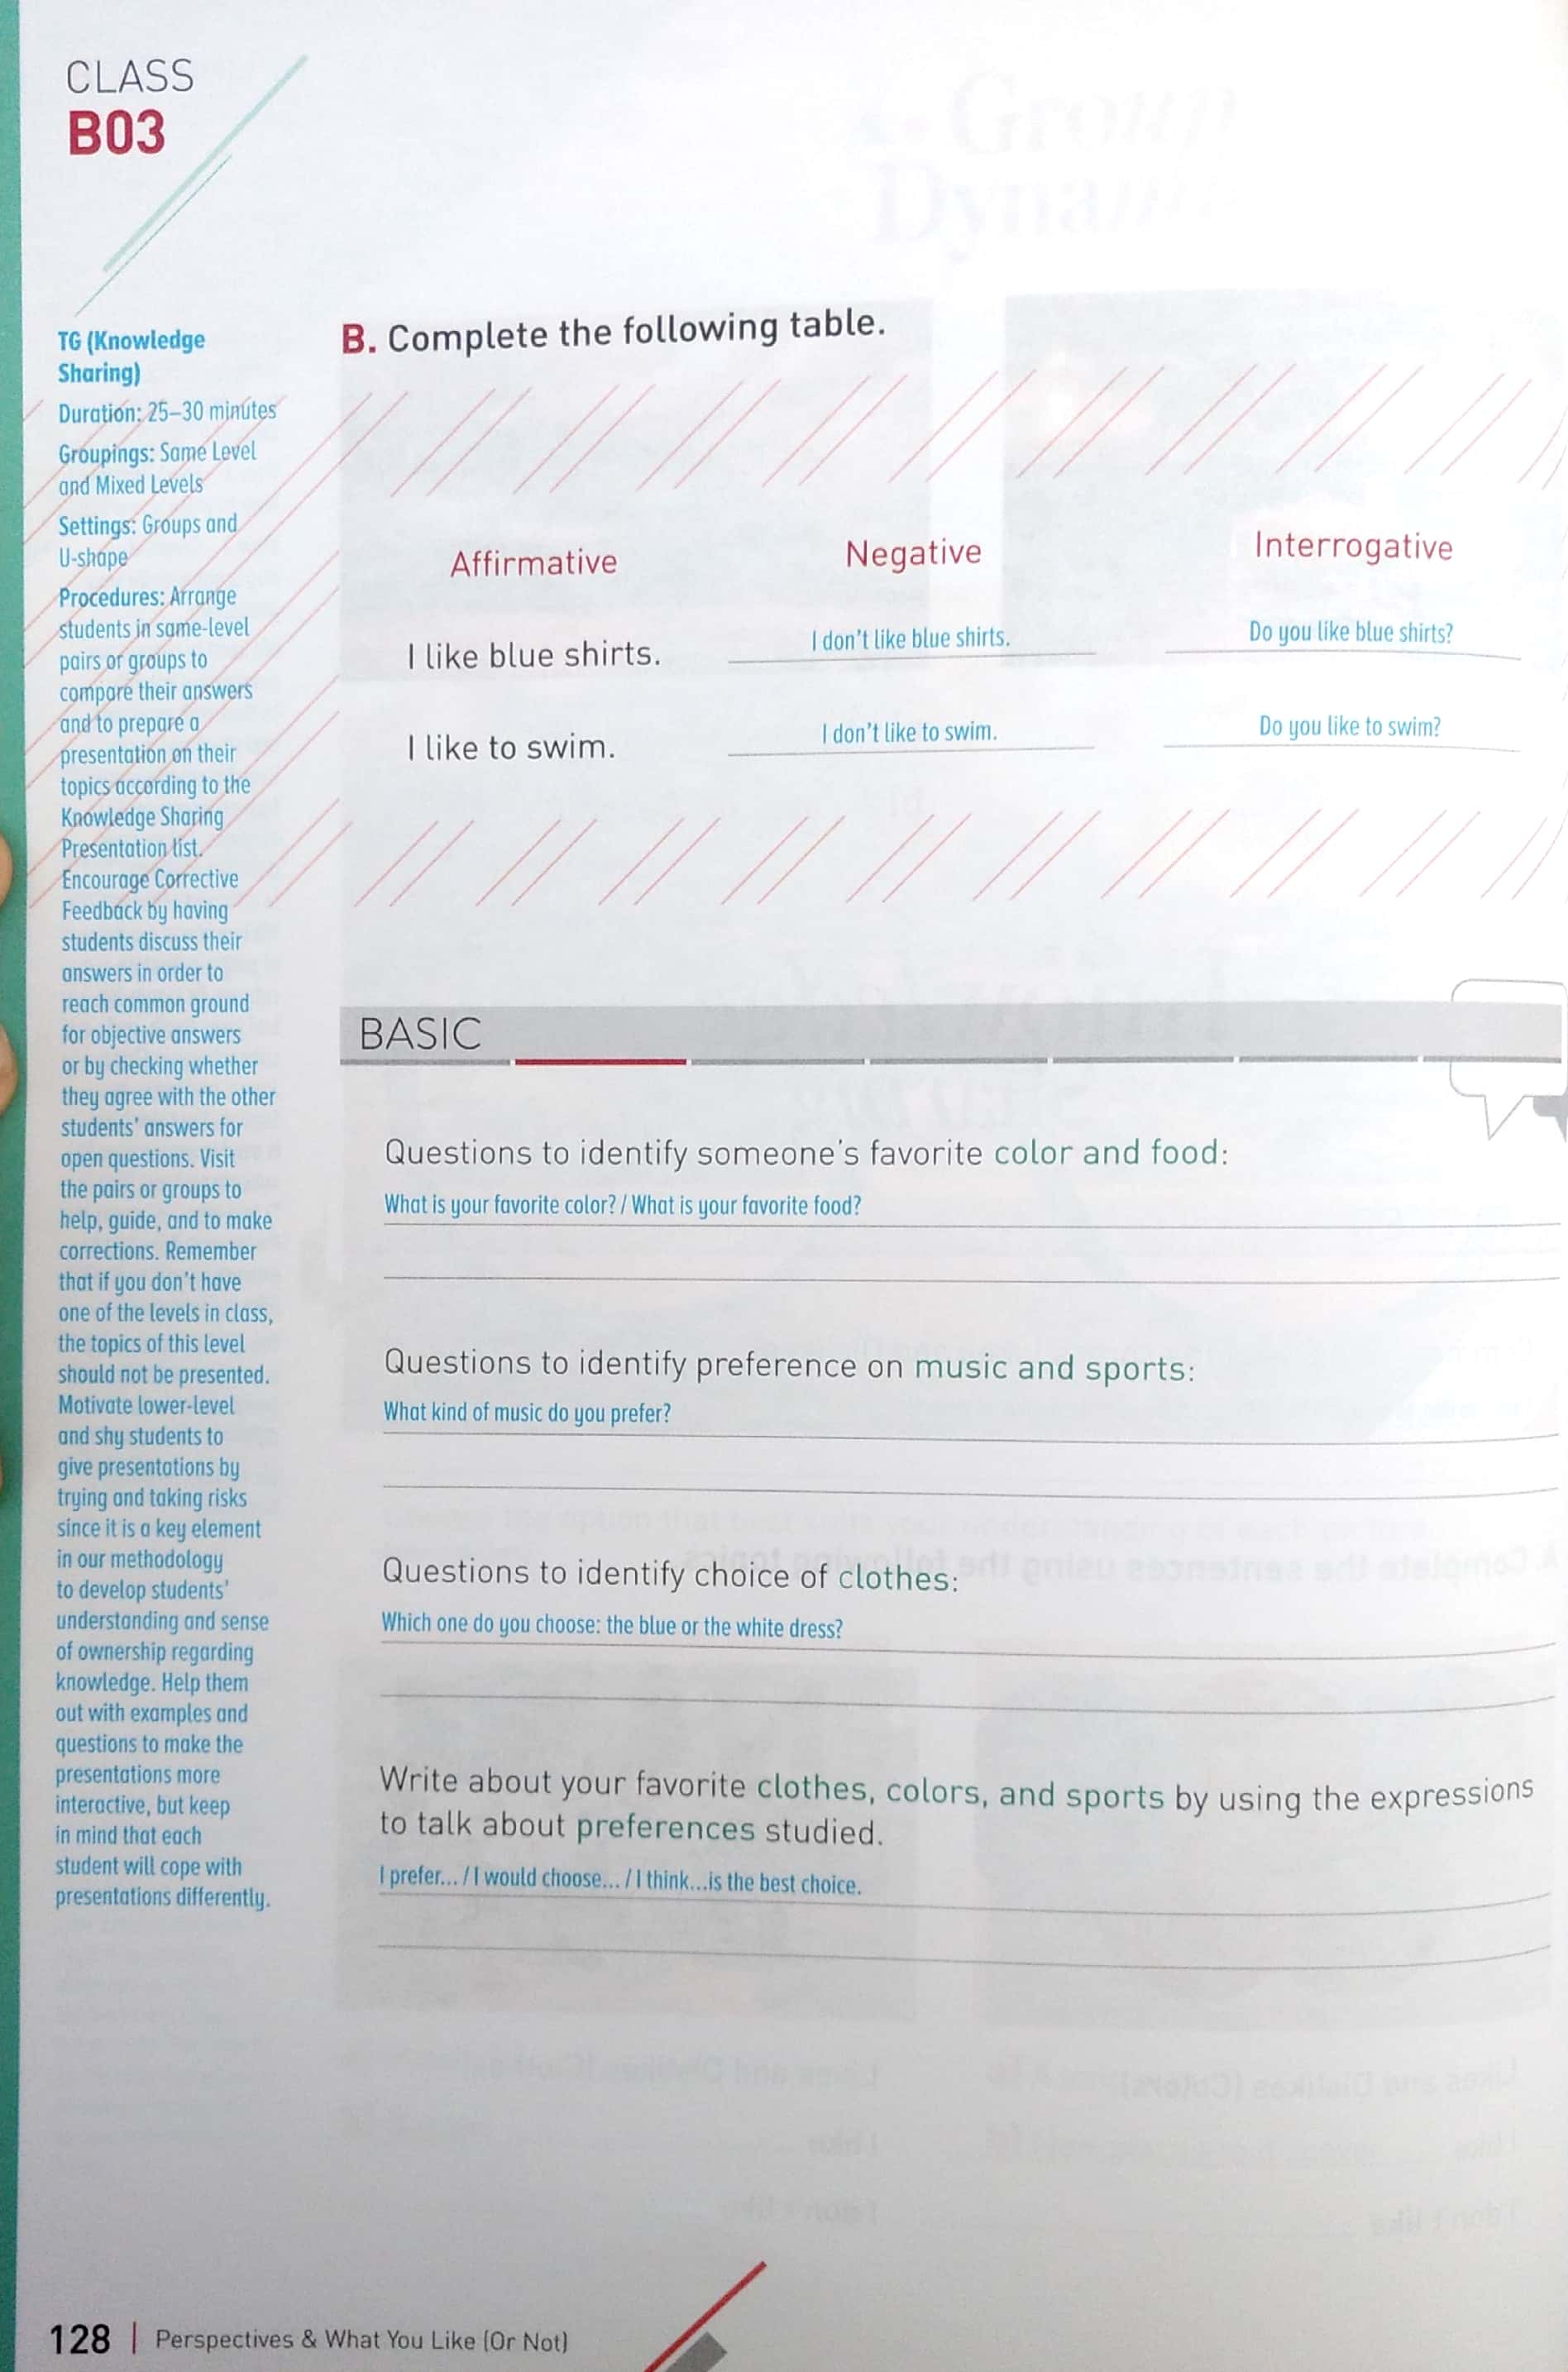 CLASS
B03
TG (Knowledge
Sharing)
Duration: 25–30 minutes
Groupings: Same Level
and Mixed Levels
Settings: Groups and
U-shape
Procedures: Arrange
students in same-level
pairs or groups to
compare their answers
and to prepare a
presentation on their
topics according to the
Knowledge Sharing
Presentation list.
Encourage Corrective
Feedback by having
students discuss their
answers in order to
reach common ground
for objective answers
or by checking whether
they agree with the other
students' answers for
open questions. Visit
the pairs or groups to
help, guide, and to make
corrections. Remember
that if you don't have
one of the levels in class,
the topics of this level
should not be presented.
Motivate lower-level
and shy students to
give presentations by
trying and taking risks
since it is a key element
in our methodology
to develop students'
understanding and sense
of ownership regarding
knowledge. Help them
out with examples and
questions to make the
presentations more
interactive, but keep
in mind that each
student will cope with
presentations differently.
B. Complete the following table.
Affirmative Negative Interrogative
I like blue shirts. I don't like blue shirts. Do you like blue shirts?
I like to swim. I don't like to swim. Do you like to swim?
BASIC
Questions to identify someone's favorite color and food:
What is your favorite color? / What is your favorite food?
Questions to identify preference on music and sports:
What kind of music do you prefer?
Questions to identify choice of clothes:
Which one do you choose: the blue or the white dress?
Write about your favorite clothes, colors, and sports by using the expressions
to talk about preferences studied.
I prefer... / I would choose... / I think...is the best choice.
128 | Perspectives & What You Like (Or Not)